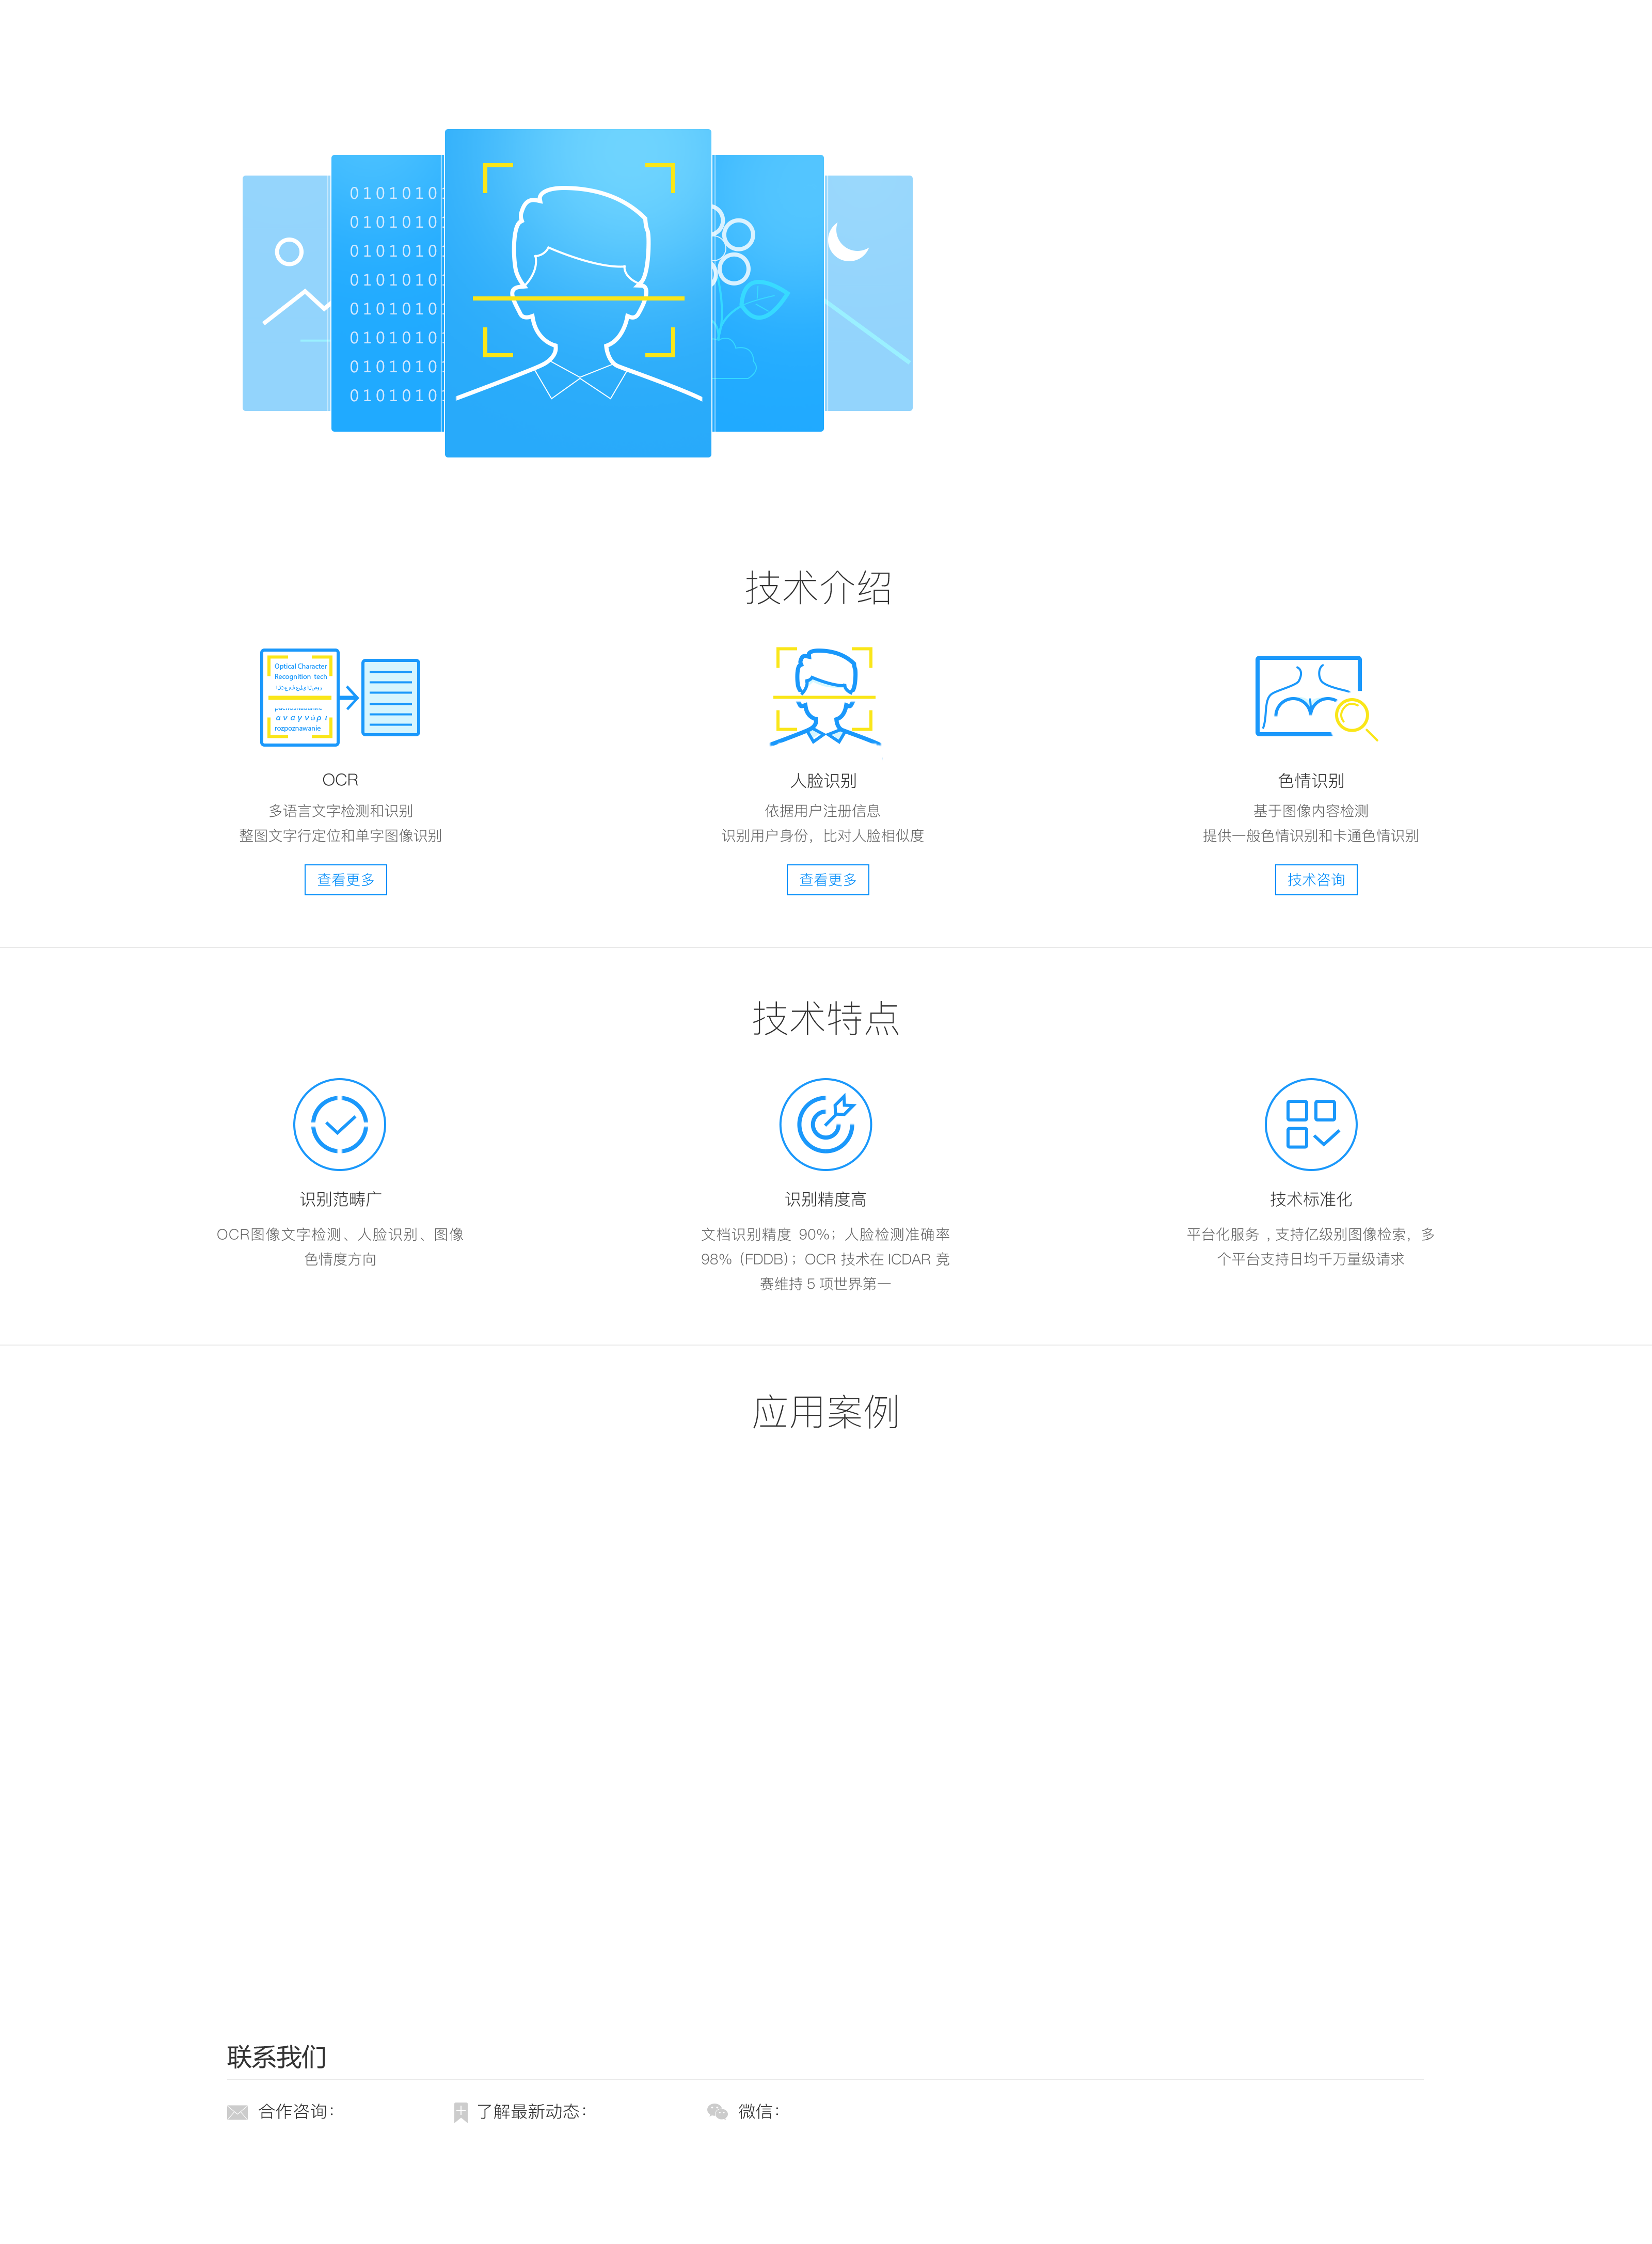 01010101
01010101
01010101
01010101
01010101
01010101
01010101
01010101
技术介绍
Optical Character
Recognition tech
rozpoznawanie
OCR
多语言文字检测和识别
整图文字行定位和单字图像识别
查看更多
人脸识别
依据用户注册信息
识别用户身份，比对人脸相似度
查看更多
色情识别
基于图像内容检测
提供一般色情识别和卡通色情识别
技术咨询
技术特点
识别范畴广
OCR图像文字检测、人脸识别、图像
色情度方向
识别精度高
文档识别精度 90%；人脸检测准确率
98%（FDDB）；OCR 技术在 ICDAR 竞
赛维持 5 项世界第一
技术标准化
平台化服务 ，支持亿级别图像检索，多
个平台支持日均千万量级请求
应用案例
联系我们
合作咨询：
了解最新动态：
微信：